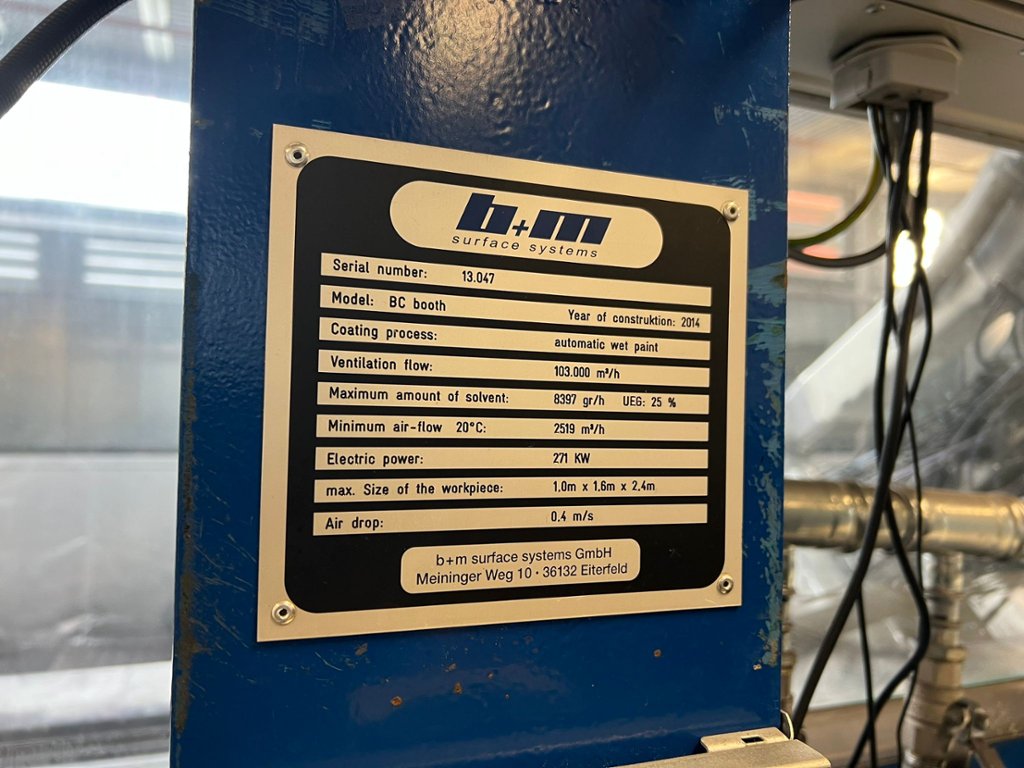 b+m
surface systems
Serial number: 13.047
Model: BC booth Year of construktion: 2014
Coating process: automatic wet paint
Ventilation flow: 103.000 m³/h
Maximum amount of solvent: 8397 gr/h UEG: 25 %
Minimum air-flow 20°C: 2519 m³/h
Electric power: 271 KW
max. Size of the workpiece: 1.0m x 1.6m x 2.4m
Air drop: 0.4 m/s
b+m surface systems GmbH
Meininger Weg 10 · 36132 Eiterfeld